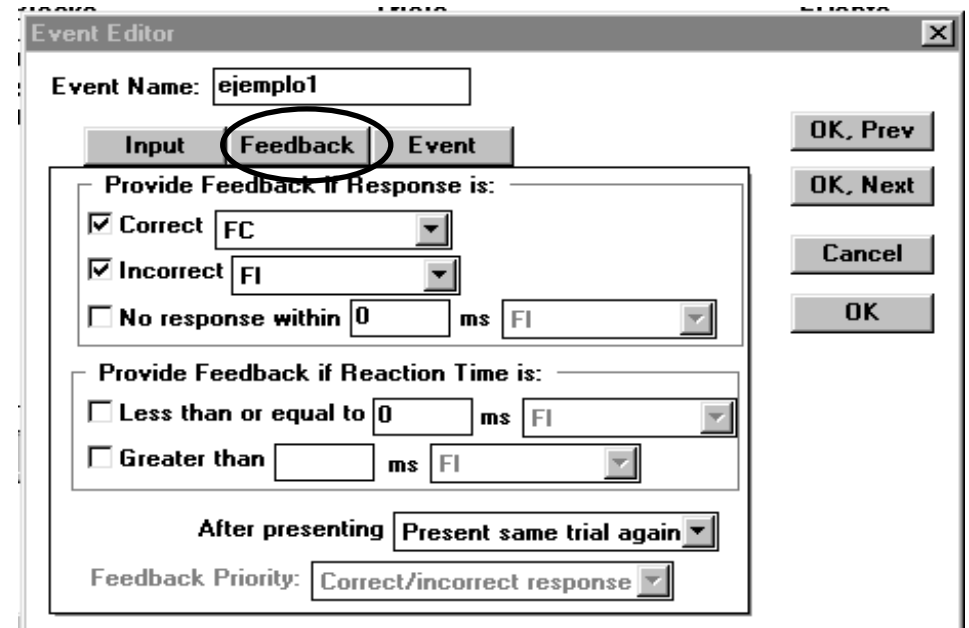 Event Editor
Event Name: ejemplo1
Input Feedback Event
OK, Prev
Provide Feedback if Response is:
OK, Next
Correct FC
Cancel
Incorrect FI
OK
No response within 0 ms FI
Provide Feedback if Reaction Time is:
Less than or equal to 0 ms FI
Greater than ms FI
After presenting Present same trial again
Feedback Priority: Correct/incorrect response